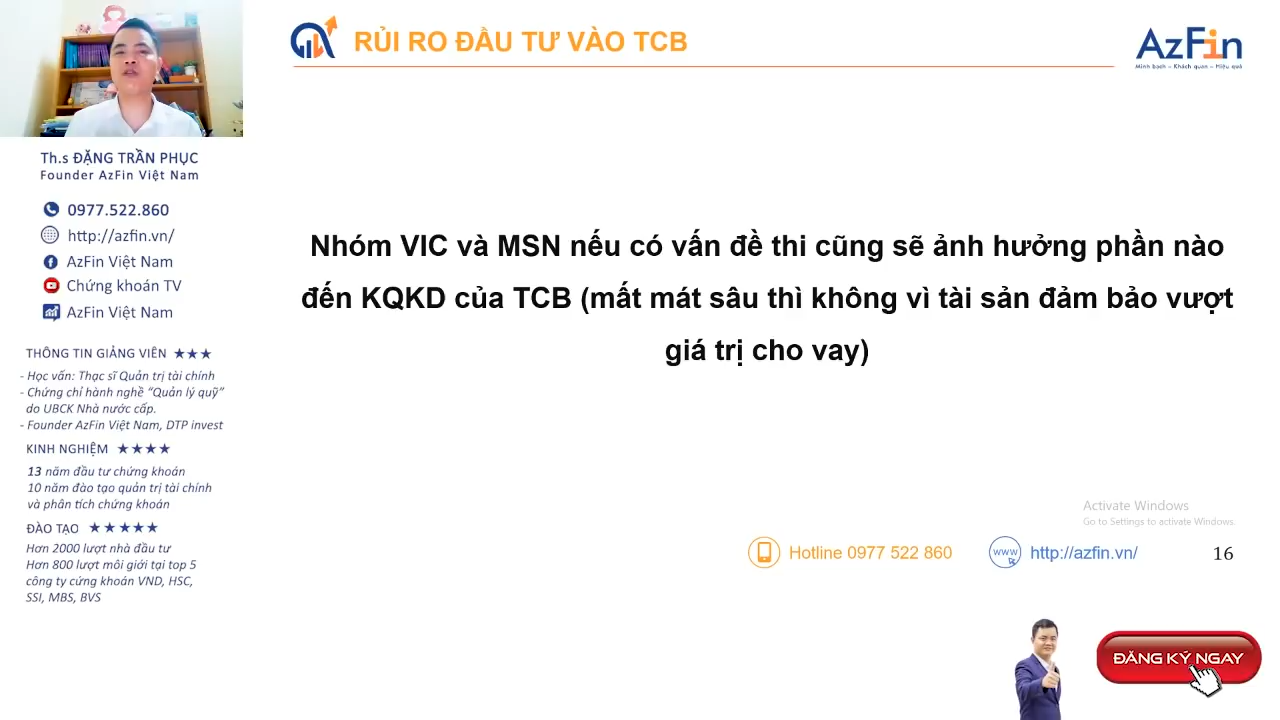 RỦI RO ĐẦU TƯ VÀO TCB
AzFin
Minh bạch – Khách quan – Hiệu quả
Th.s ĐẶNG TRẦN PHỤC
Founder AzFin Việt Nam
0977.522.860
http://azfin.vn/
AzFin Việt Nam
Chứng khoán TV
AzFin Việt Nam
THÔNG TIN GIẢNG VIÊN ★★★
- Học vấn: Thạc sĩ Quản trị tài chính
- Chứng chỉ hành nghề “Quản lý quỹ”
do UBCK Nhà nước cấp.
- Founder AzFin Việt Nam, DTP invest
KINH NGHIỆM ★★★★
13 năm đầu tư chứng khoán
10 năm đào tạo quản trị tài chính
và phân tích chứng khoán
ĐÀO TẠO ★★★★★
Hơn 2000 lượt nhà đầu tư
Hơn 800 lượt môi giới tại top 5
công ty cứng khoán VND, HSC,
SSI, MBS, BVS
Nhóm VIC và MSN nếu có vấn đề thi cũng sẽ ảnh hưởng phần nào
đến KQKD của TCB (mất mát sâu thì không vì tài sản đảm bảo vượt
giá trị cho vay)
Activate Windows
Go to Settings to activate Windows.
Hotline 0977 522 860
www
http://azfin.vn/
16
ĐĂNG KÝ NGAY